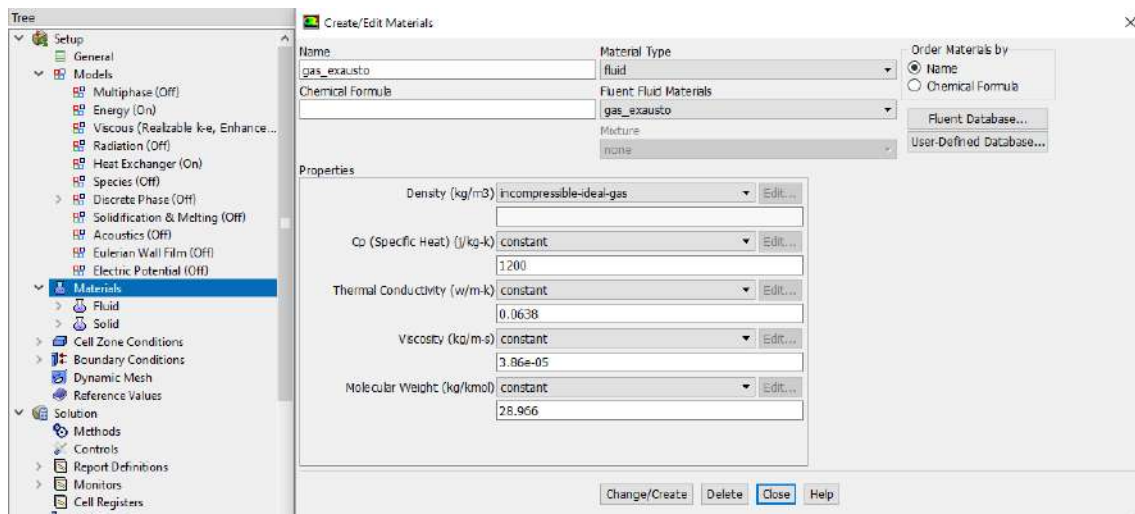 Tree
Setup
General
Models
Multiphase (Off)
Energy (On)
Viscous (Realizable k-e, Enhance...
Radiation (Off)
Heat Exchanger (On)
Species (Off)
Discrete Phase (Off)
Solidification & Melting (Off)
Acoustics (Off)
Eulerian Wall Film (Off)
Electric Potential (Off)
Materials
Fluid
Solid
Cell Zone Conditions
Boundary Conditions
Dynamic Mesh
Reference Values
Solution
Methods
Controls
Report Definitions
Monitors
Cell Registers
Create/Edit Materials
Name
gas_exausto
Chemical Formula
Material Type
fluid
Fluent Fluid Materials
gas_exausto
Mixture
none
Order Materials by
Name
Chemical Formula
Fluent Database...
User-Defined Database...
Properties
Density (kg/m3) incompressible-ideal-gas Edit...
Cp (Specific Heat) (j/kg-k) constant Edit...
1200
Thermal Conductivity (w/m-k) constant Edit...
0.0638
Viscosity (kg/m-s) constant Edit...
3.86e-05
Molecular Weight (kg/kmol) constant Edit...
28.966
Change/Create Delete Close Help